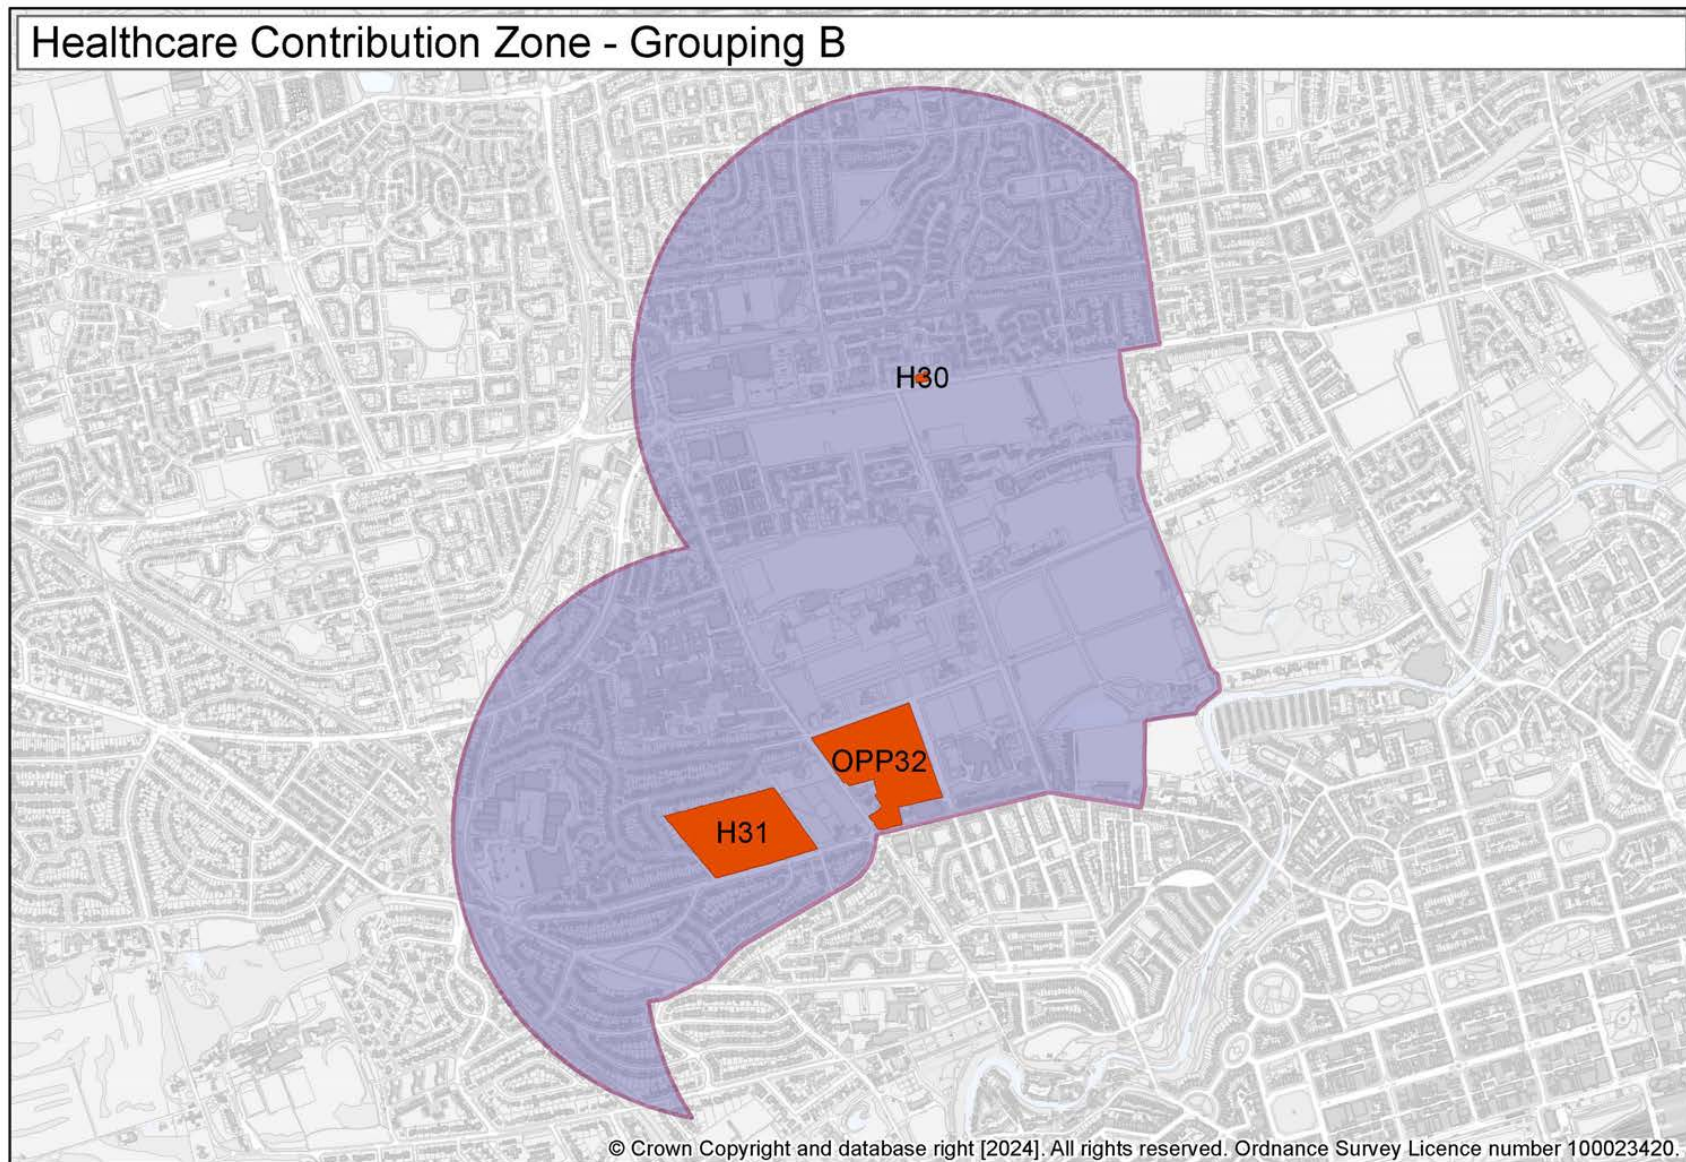 Healthcare Contribution Zone - Grouping B
H30
OPP32
H31
© Crown Copyright and database right [2024]. All rights reserved. Ordnance Survey Licence number 100023420.